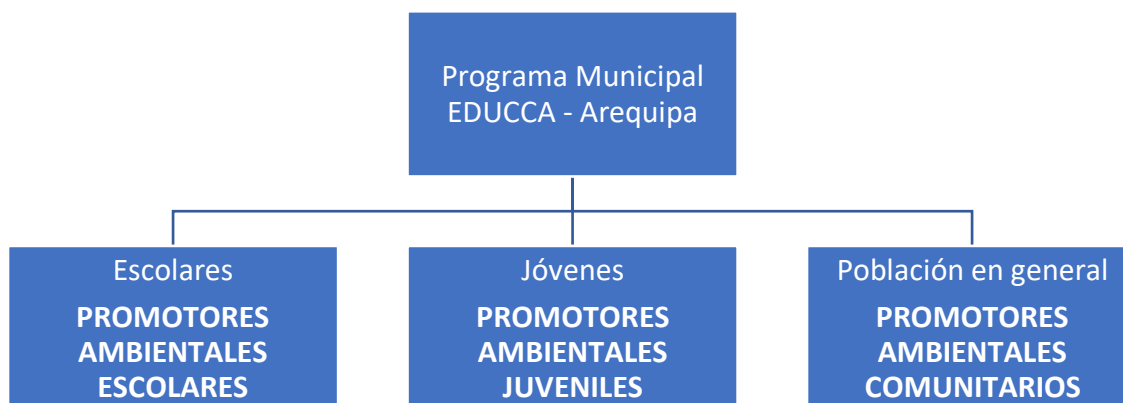 Programa Municipal
EDUCCA - Arequipa
Escolares
PROMOTORES
AMBIENTALES
ESCOLARES
Jóvenes
PROMOTORES
AMBIENTALES
JUVENILES
Población en general
PROMOTORES
AMBIENTALES
COMUNITARIOS